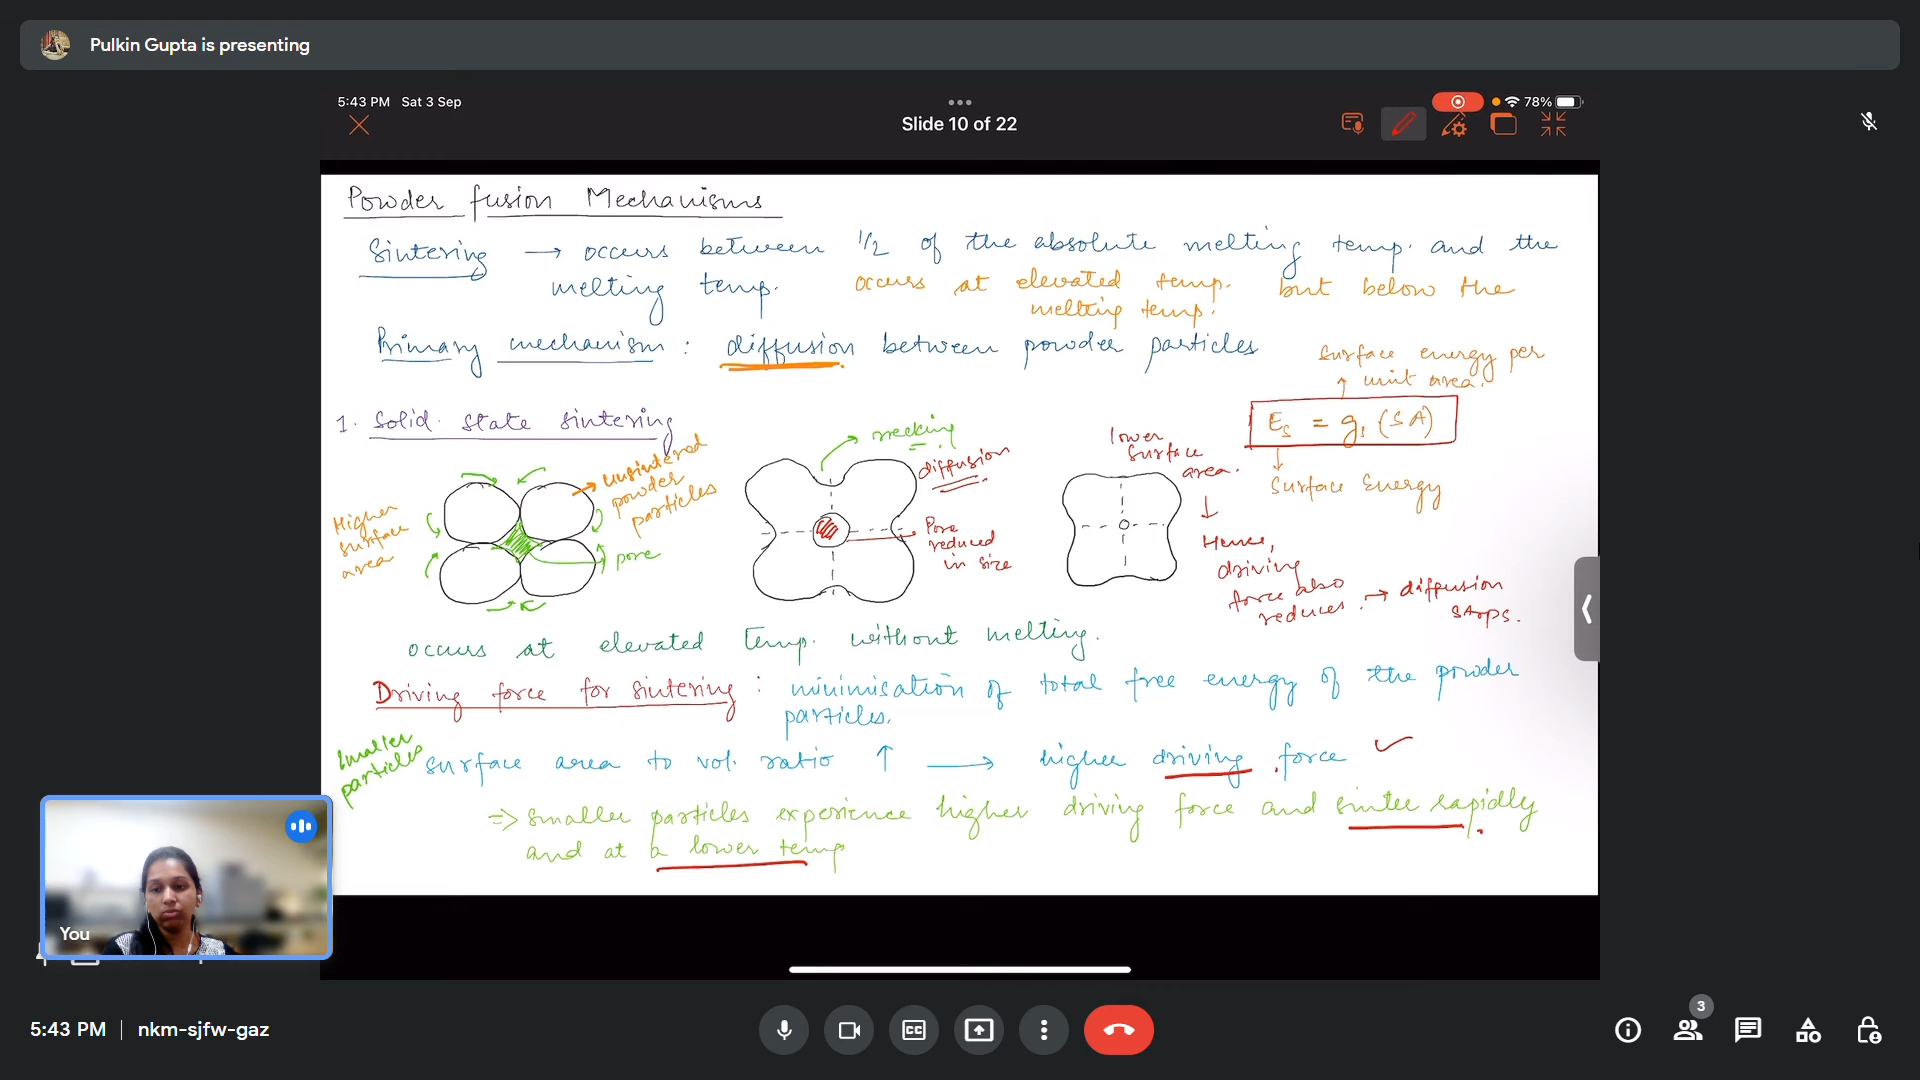 Pulkin Gupta is presenting
5:43 PM Sat 3 Sep
78%
Slide 10 of 22
Powder fusion Mechanisms
Sintering → occurs between 1/2 of the absolute melting temp. and the
melting temp. occurs at elevated temp. but below the
melting temp.
Primary mechanism : diffusion between powder particles
surface energy per
unit area.
Es = gs (SA)
Surface Energy
1. Solid state sintering
Higher
surface
area
unsintered
powder
particles
pore
necking
diffusion
Pore
reduced
in size
lower
surface
area.
Hence,
driving
force also
reduces. → diffusion
stops.
occurs at elevated temp. without melting.
Driving force for sintering : minimisation of total free energy of the powder
particles.
Smaller
particles
surface area to vol. ratio ↑ → higher driving force ✓
⇒ smaller particles experience higher driving force and sinter rapidly.
and at a lower temp
You
5:43 PM | nkm-sjfw-gaz
CC
3